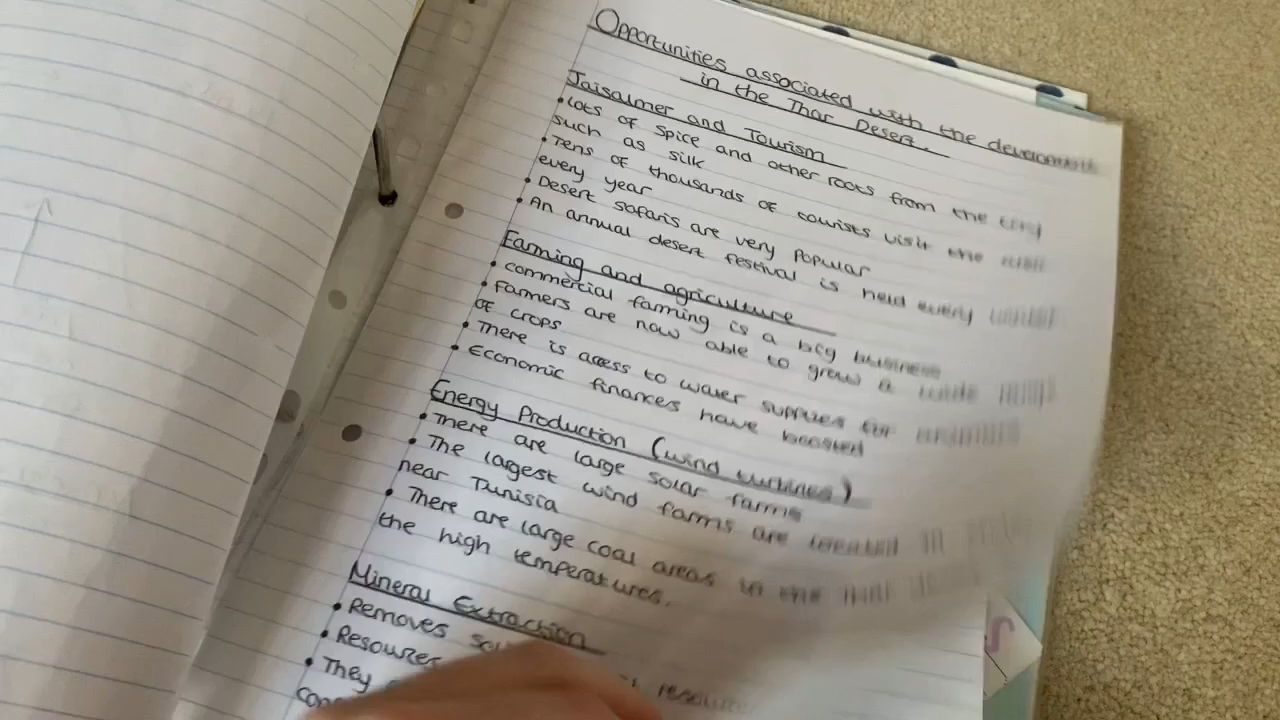 Opportunities associated with the development
in the Thar Desert.
Jaisalmer and Tourism
• Lots of spice and other roots from the
such as silk
• Tens of thousands of tourists visit the
every year
• Desert safaris are very popular
• An annual desert festival is held every
Farming and agriculture
• commercial farming is a big business
• Farmers are now able to grow a wide
of crops
• There is access to water supplies for
• Economic finances have boosted
Energy Production (wind turbines)
• There are large solar farms
• The largest wind farms are located in
near Tunisia
• There are large coal areas in the
the high temperatures.
Mineral Extraction
• Removes
•
• They